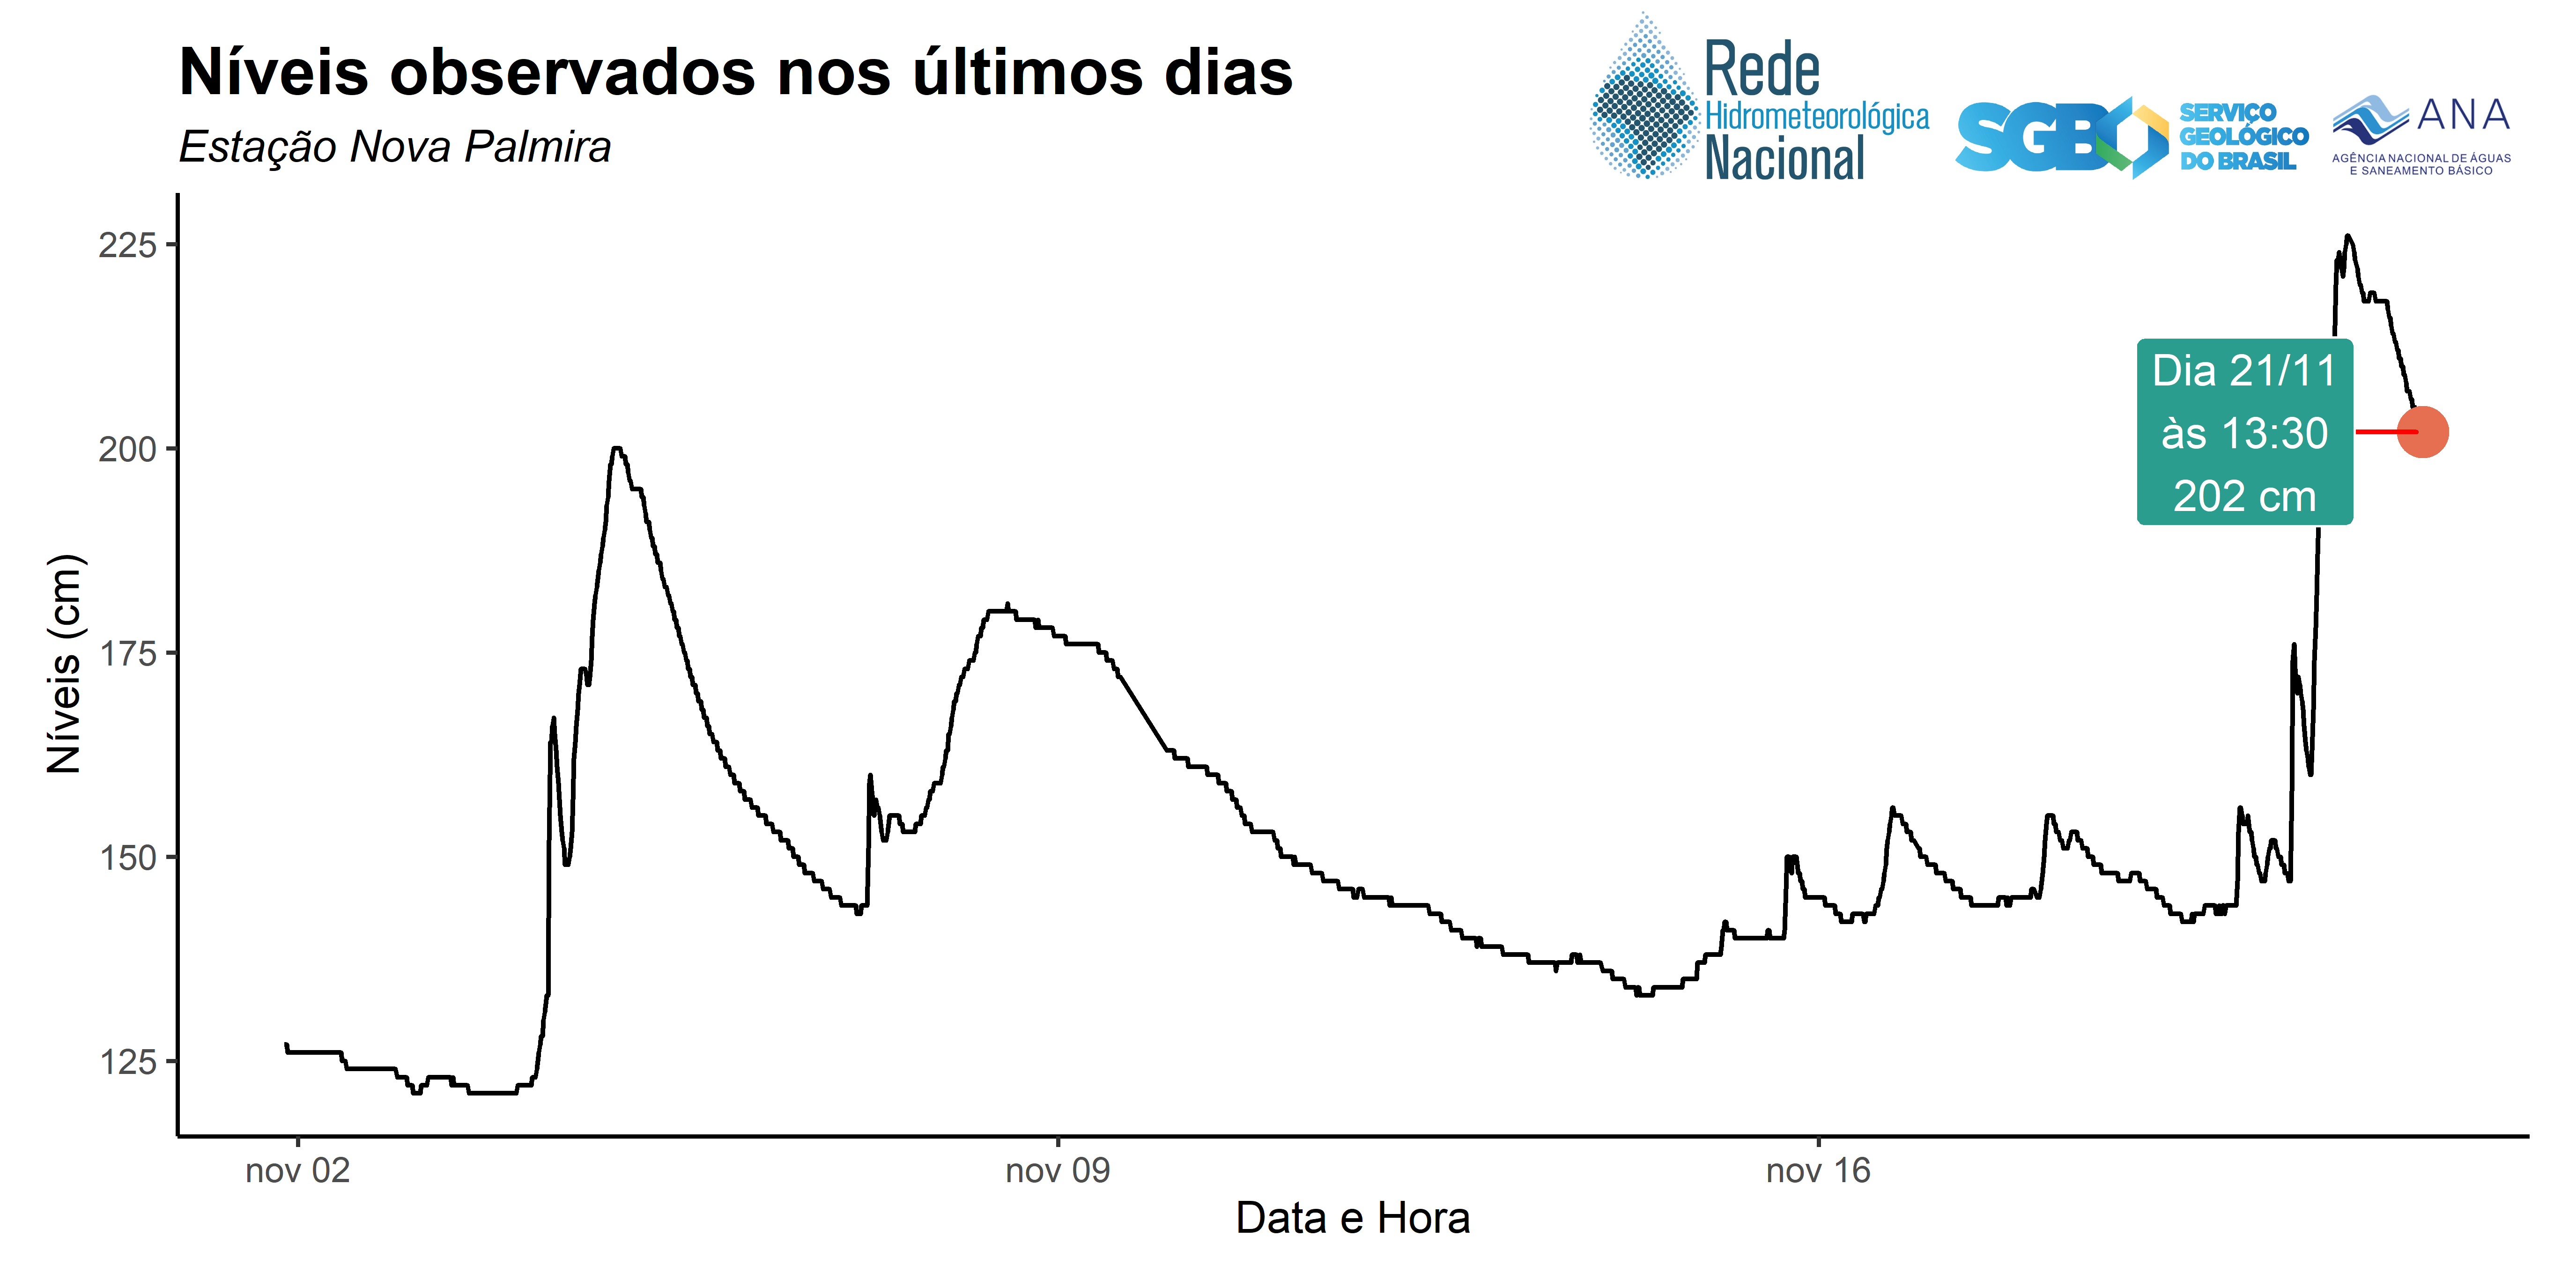 Níveis observados nos últimos dias
Estação Nova Palmira
Rede
Hidrometeorológica
Nacional
SGB
SERVIÇO
GEOLÓGICO
DO BRASIL
ANA
AGÊNCIA NACIONAL DE ÁGUAS
E SANEAMENTO BÁSICO
225
200
175
150
125
Níveis (cm)
Dia 21/11
às 13:30
202 cm
nov 02
nov 09
nov 16
Data e Hora